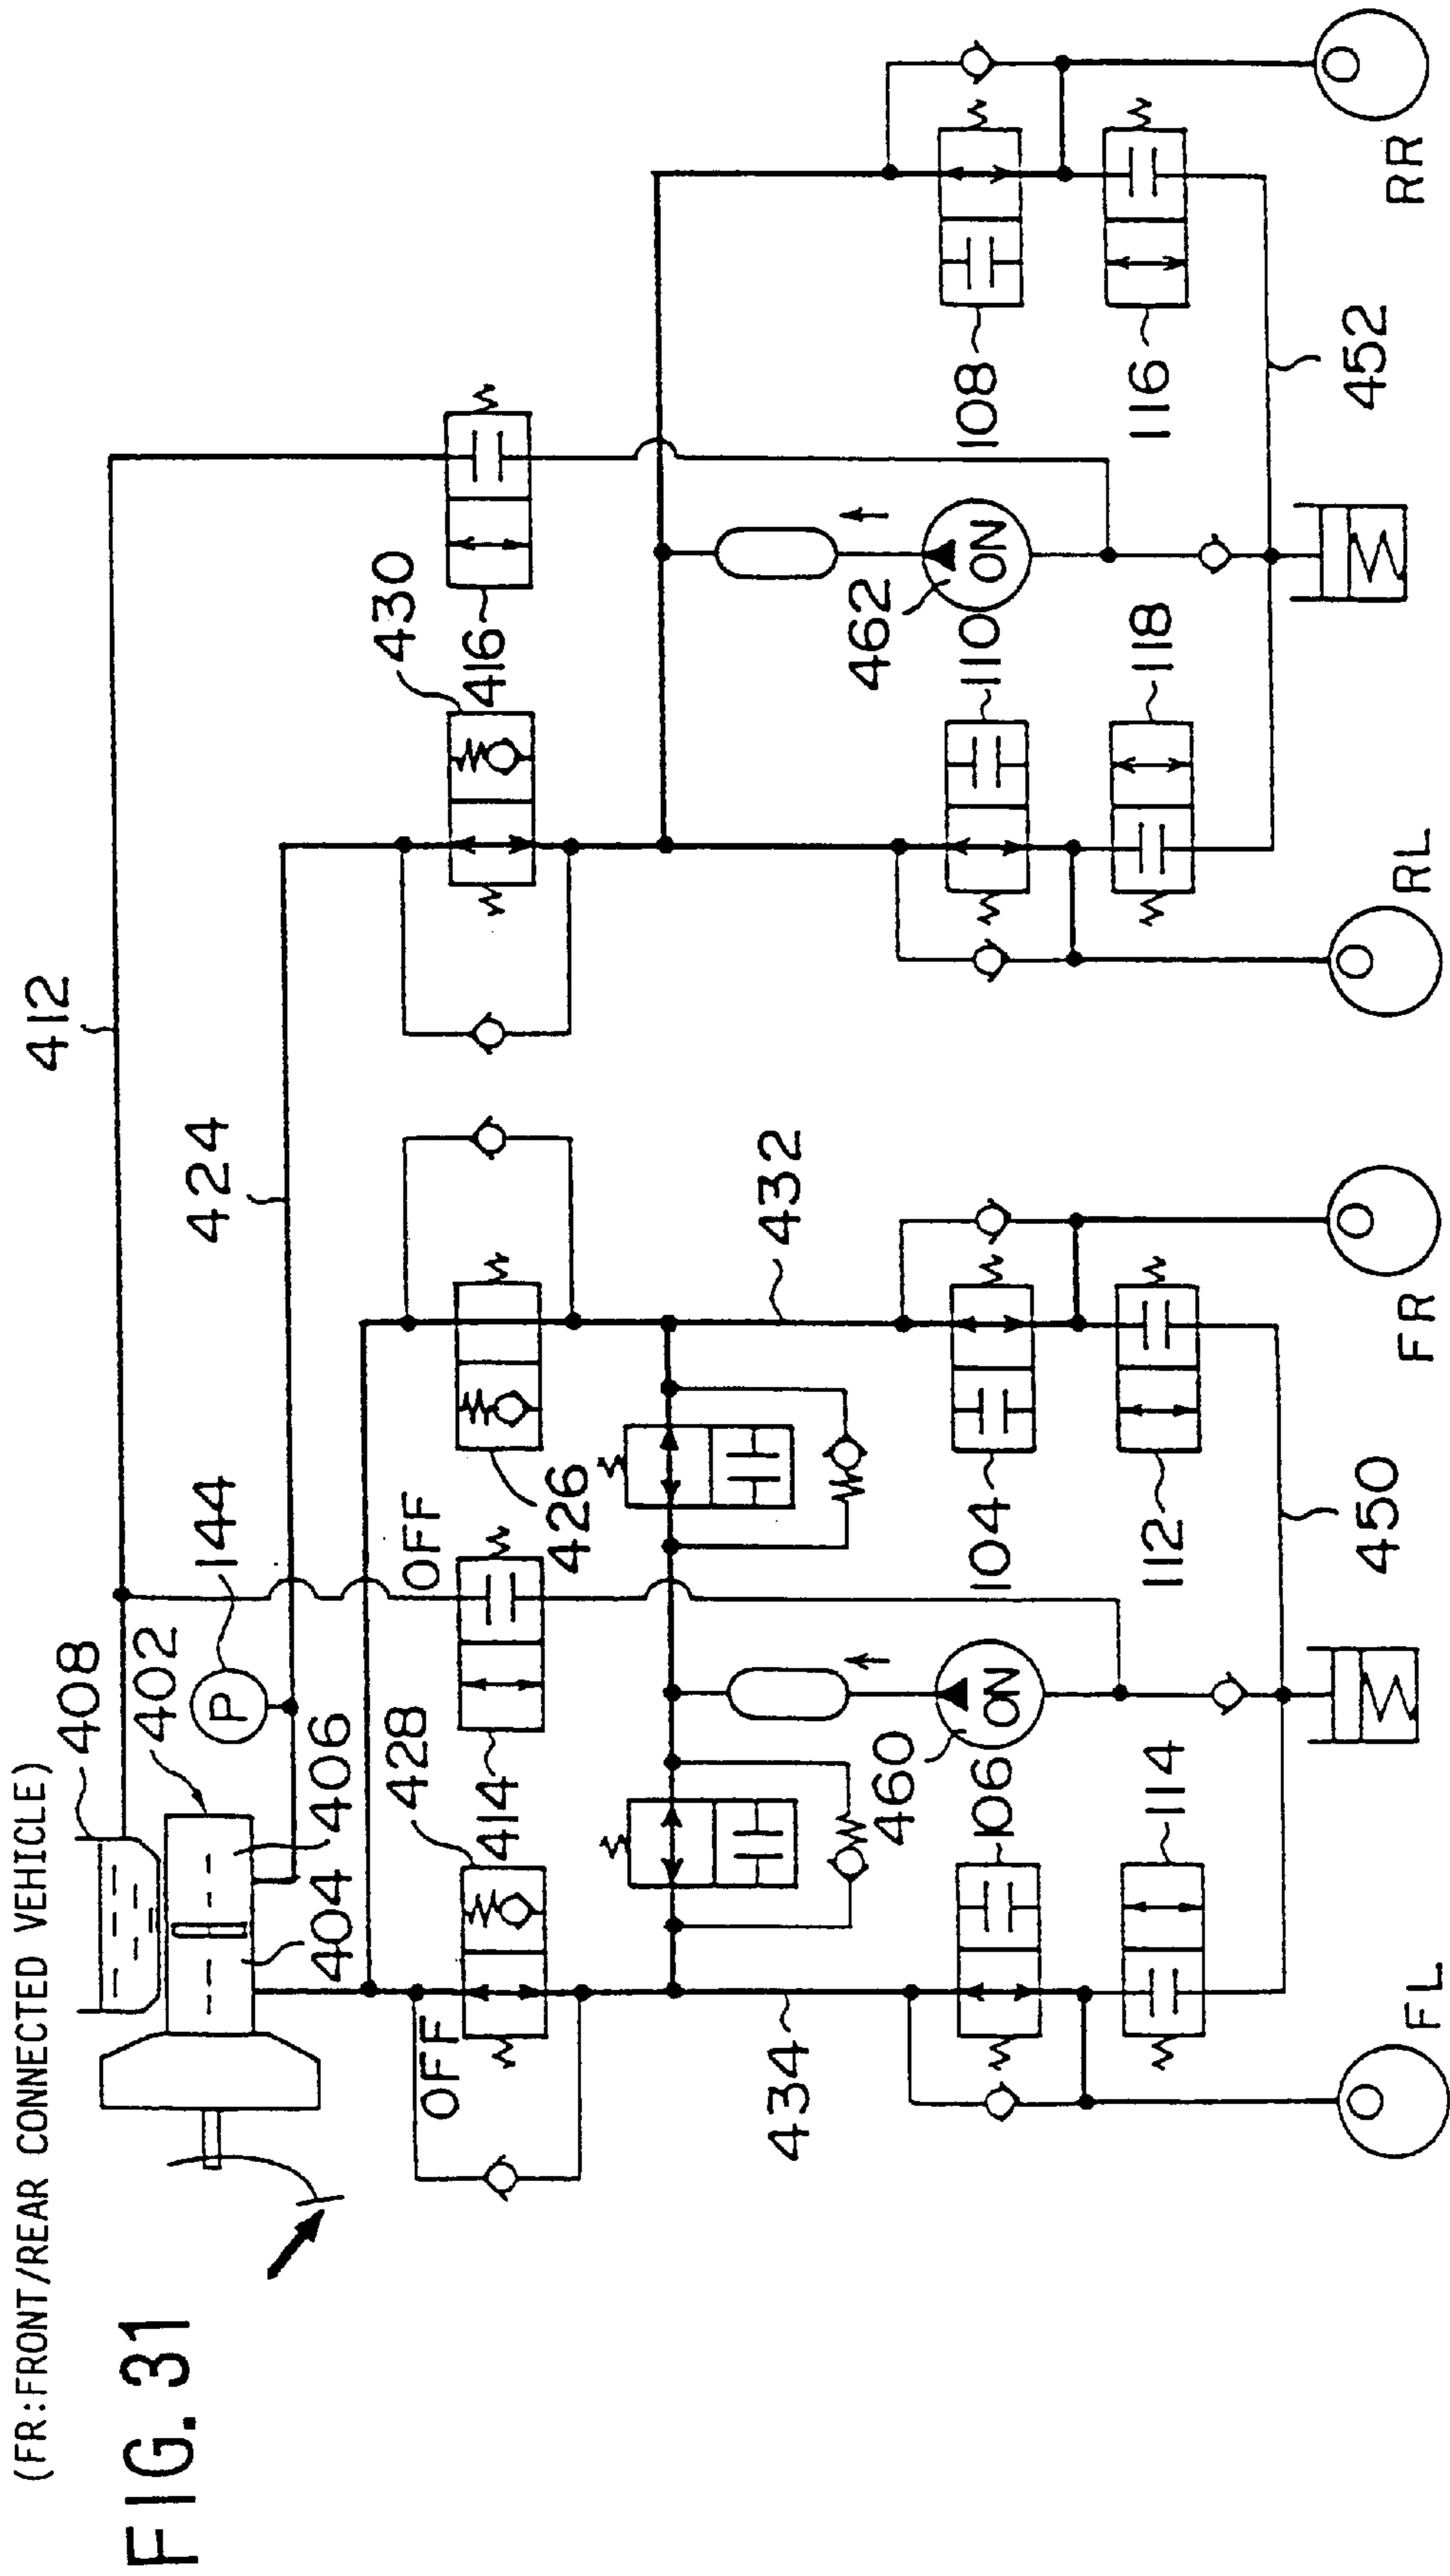 (FR:FRONT/REAR CONNECTED VEHICLE)
FIG. 31
408
402
144
412
424
406
404
OFF
428
414
OFF
426
430
416
434
432
460
ON
462
ON
106
104
110
108
114
112
118
116
450
452
FL
FR
RL
RR
P